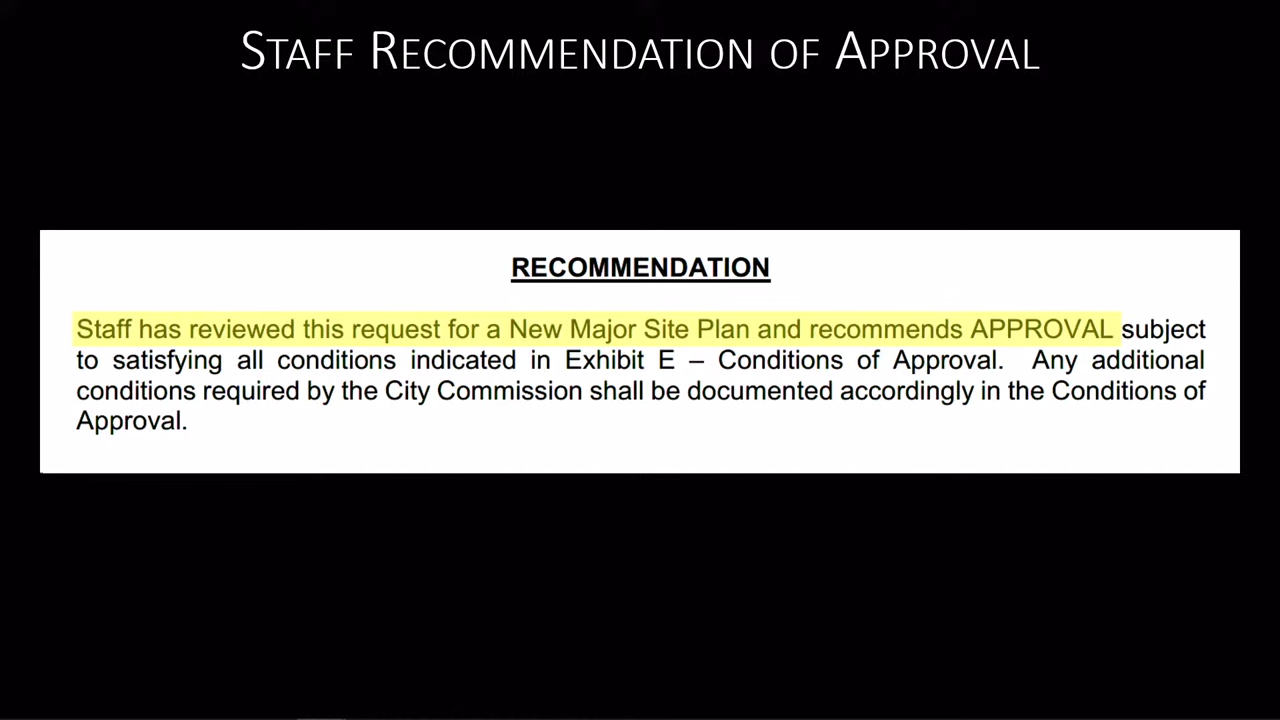 STAFF RECOMMENDATION OF APPROVAL
RECOMMENDATION
Staff has reviewed this request for a New Major Site Plan and recommends APPROVAL subject
to satisfying all conditions indicated in Exhibit E – Conditions of Approval. Any additional
conditions required by the City Commission shall be documented accordingly in the Conditions of
Approval.